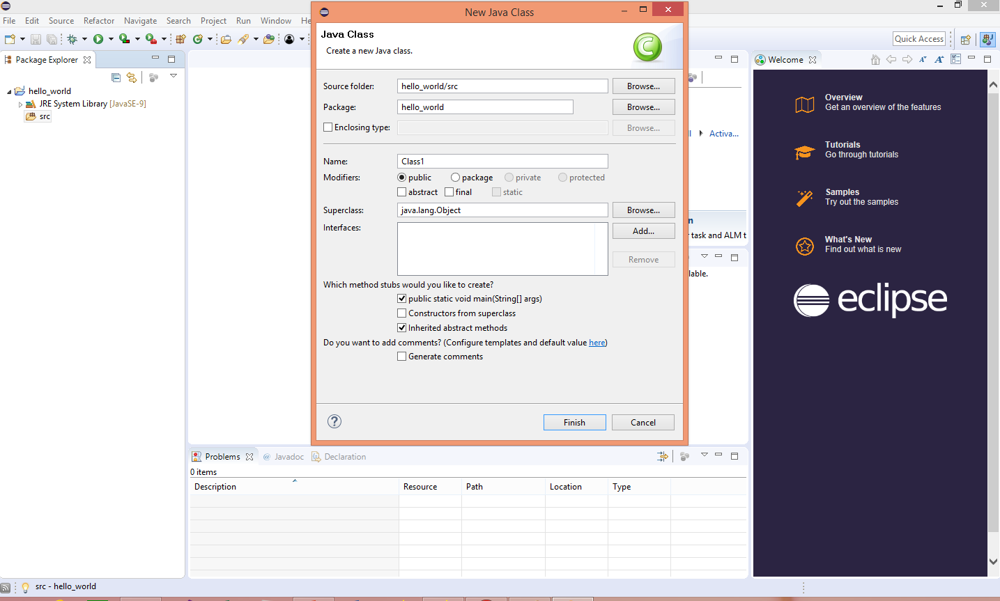 New Java Class
File Edit Source Refactor Navigate Search Project Run Window He
Quick Access
Package Explorer
Welcome
hello_world
JRE System Library [JavaSE-9]
src
Java Class
Create a new Java class.
Source folder: hello_world/src Browse...
Package: hello_world Browse...
Enclosing type: Browse...
Name: Class1
Modifiers: public package private protected
abstract final static
Superclass: java.lang.Object Browse...
Interfaces: Add...
Remove
Which method stubs would you like to create?
public static void main(String[] args)
Constructors from superclass
Inherited abstract methods
Do you want to add comments? (Configure templates and default value here)
Generate comments
Finish Cancel
Activa...
task and ALM t
lable.
Overview
Get an overview of the features
Tutorials
Go through tutorials
Samples
Try out the samples
What's New
Find out what is new
eclipse
Problems @ Javadoc Declaration
0 items
Description Resource Path Location Type
src - hello_world